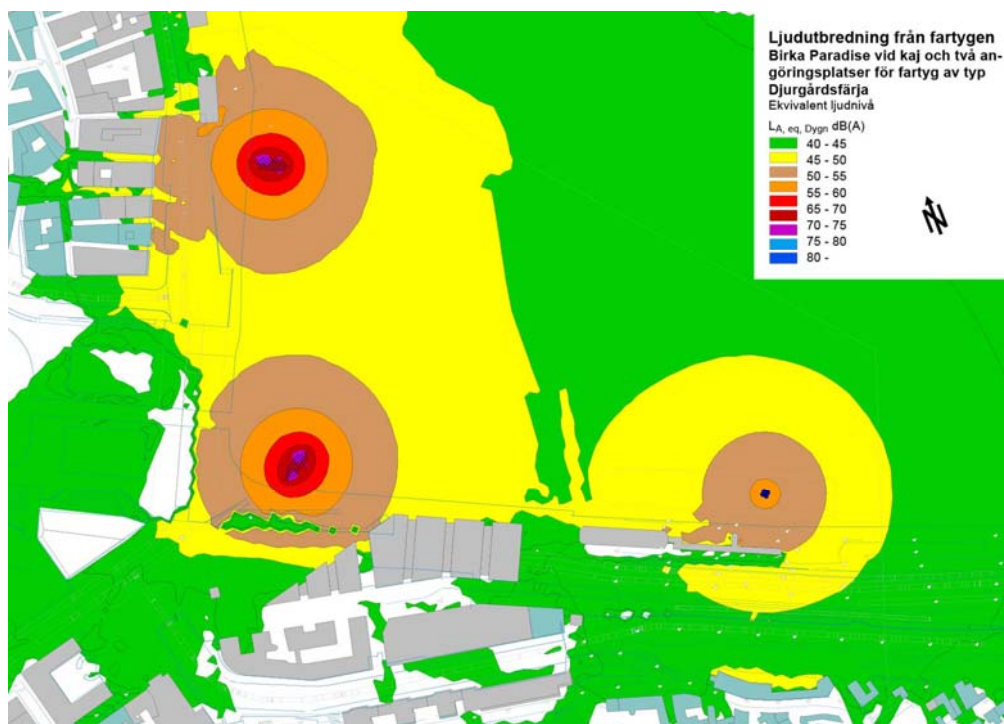 Ljudutbredning från fartygen
Birka Paradise vid kaj och två an-
göringsplatser för fartyg av typ
Djurgårdsfärja
Ekvivalent ljudnivå
LA, eq, Dygn dB(A)
40 - 45
45 - 50
50 - 55
55 - 60
65 - 70
70 - 75
75 - 80
80 -
N